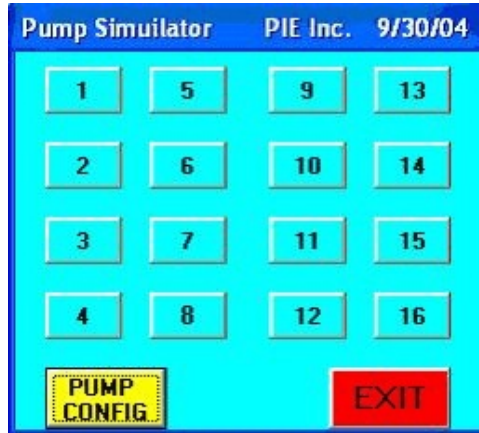 Pump Simuilator PIE Inc. 9/30/04
1 5 9 13
2 6 10 14
3 7 11 15
4 8 12 16
PUMP
CONFIG
EXIT